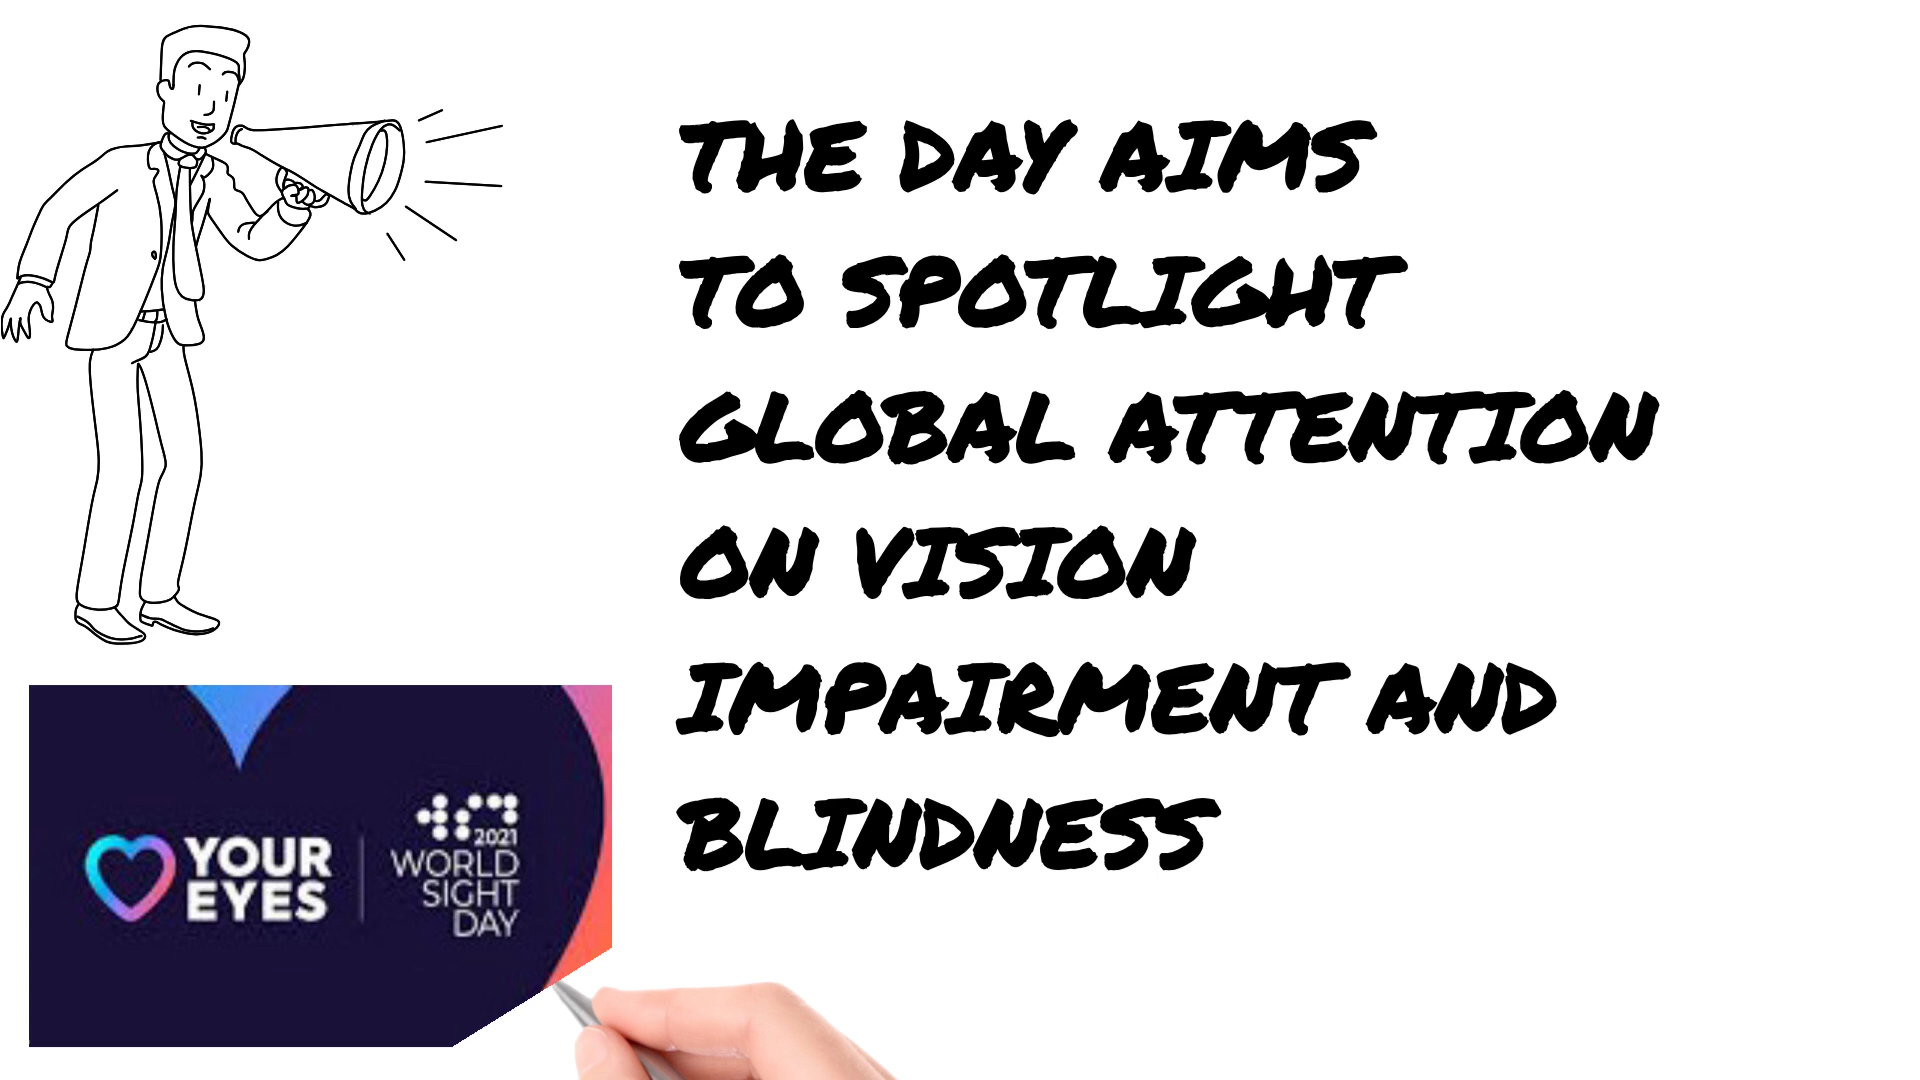 THE DAY AIMS
TO SPOTLIGHT
GLOBAL ATTENTION
ON VISION
IMPAIRMENT AND
BLINDNESS
YOUR
EYES
2021
WORLD
SIGHT
DAY